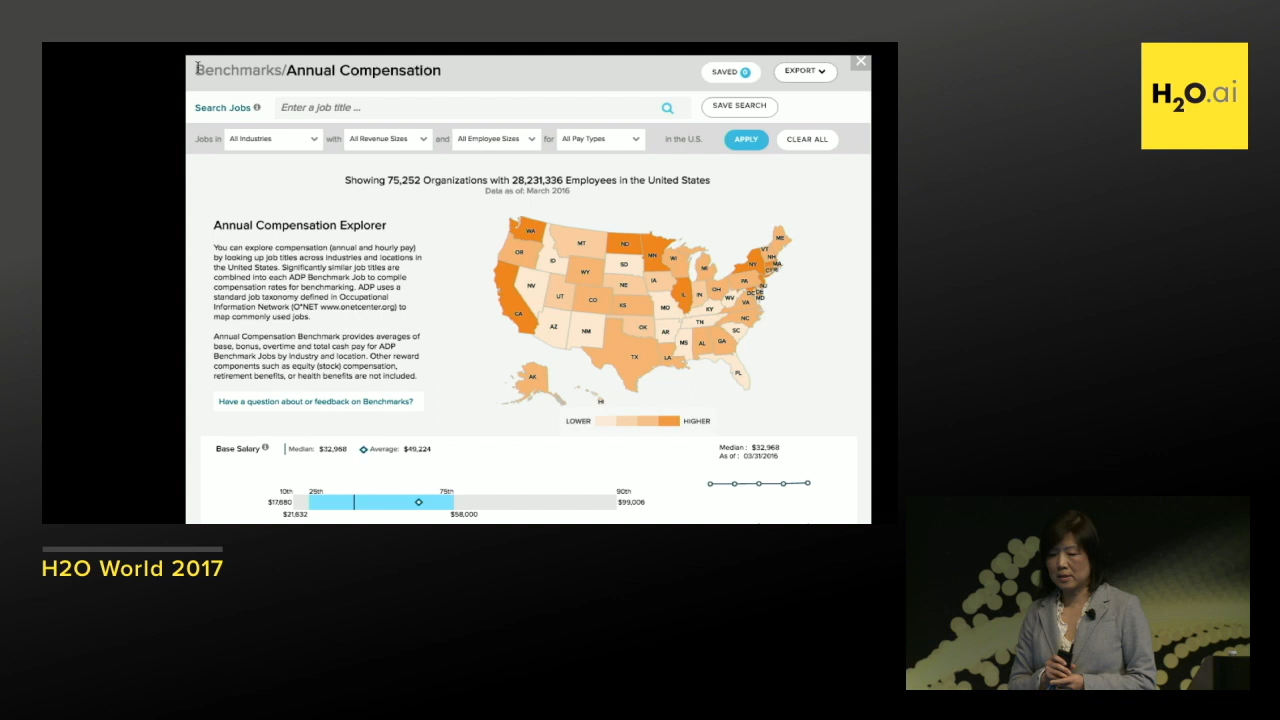 Benchmarks/Annual Compensation
SAVED 0
EXPORT
Search Jobs
Enter a job title ...
SAVE SEARCH
Jobs in All Industries with All Revenue Sizes and All Employee Sizes for All Pay Types in the U.S. APPLY CLEAR ALL
Showing 75,252 Organizations with 28,231,336 Employees in the United States
Data as of: March 2016
Annual Compensation Explorer
You can explore compensation (annual and hourly pay)
by looking up job titles across industries and locations in
the United States. Significantly similar job titles are
combined into each ADP Benchmark Job to compile
compensation rates for benchmarking. ADP uses a
standard job taxonomy defined in Occupational
Information Network (O*NET www.onetcenter.org) to
map commonly used jobs.
Annual Compensation Benchmark provides averages of
base, bonus, overtime and total cash pay for ADP
Benchmark Jobs by Industry and location. Other reward
components such as equity (stock) compensation,
retirement benefits, or health benefits are not included.
Have a question about or feedback on Benchmarks?
WA
MT
ND
MN
ME
OR
ID
SD
WI
VT
NH
WY
MI
NY
MA
NV
NE
IA
PA
NJ
UT
CO
IL
IN
OH
DC
DE
MD
WV
VA
CA
KS
MO
KY
NC
AZ
NM
OK
AR
TN
SC
MS
AL
GA
TX
LA
FL
AK
HI
LOWER
HIGHER
Base Salary
Median: $32,968
Average: $49,224
Median : $32,968
As of : 03/31/2016
10th
25th
75th
90th
$17,680
$99,006
$21,632
$58,000
H2O.ai
H2O World 2017